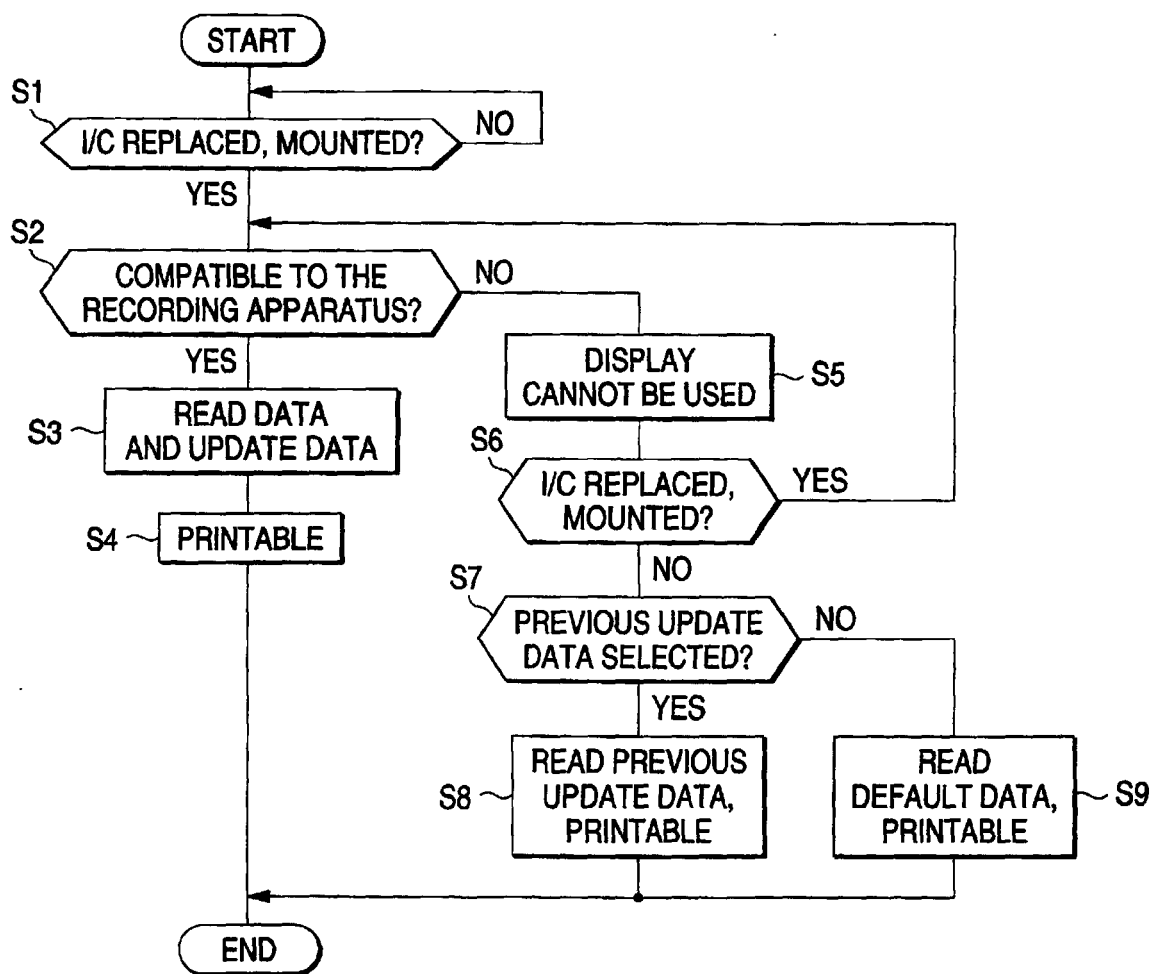 START
S1
I/C REPLACED, MOUNTED?
NO
YES
S2
COMPATIBLE TO THE
RECORDING APPARATUS?
NO
YES
DISPLAY
CANNOT BE USED
S5
S3
READ DATA
AND UPDATE DATA
S6
I/C REPLACED,
MOUNTED?
YES
S4
PRINTABLE
NO
S7
PREVIOUS UPDATE
DATA SELECTED?
NO
YES
S8
READ PREVIOUS
UPDATE DATA,
PRINTABLE
READ
DEFAULT DATA,
PRINTABLE
S9
END